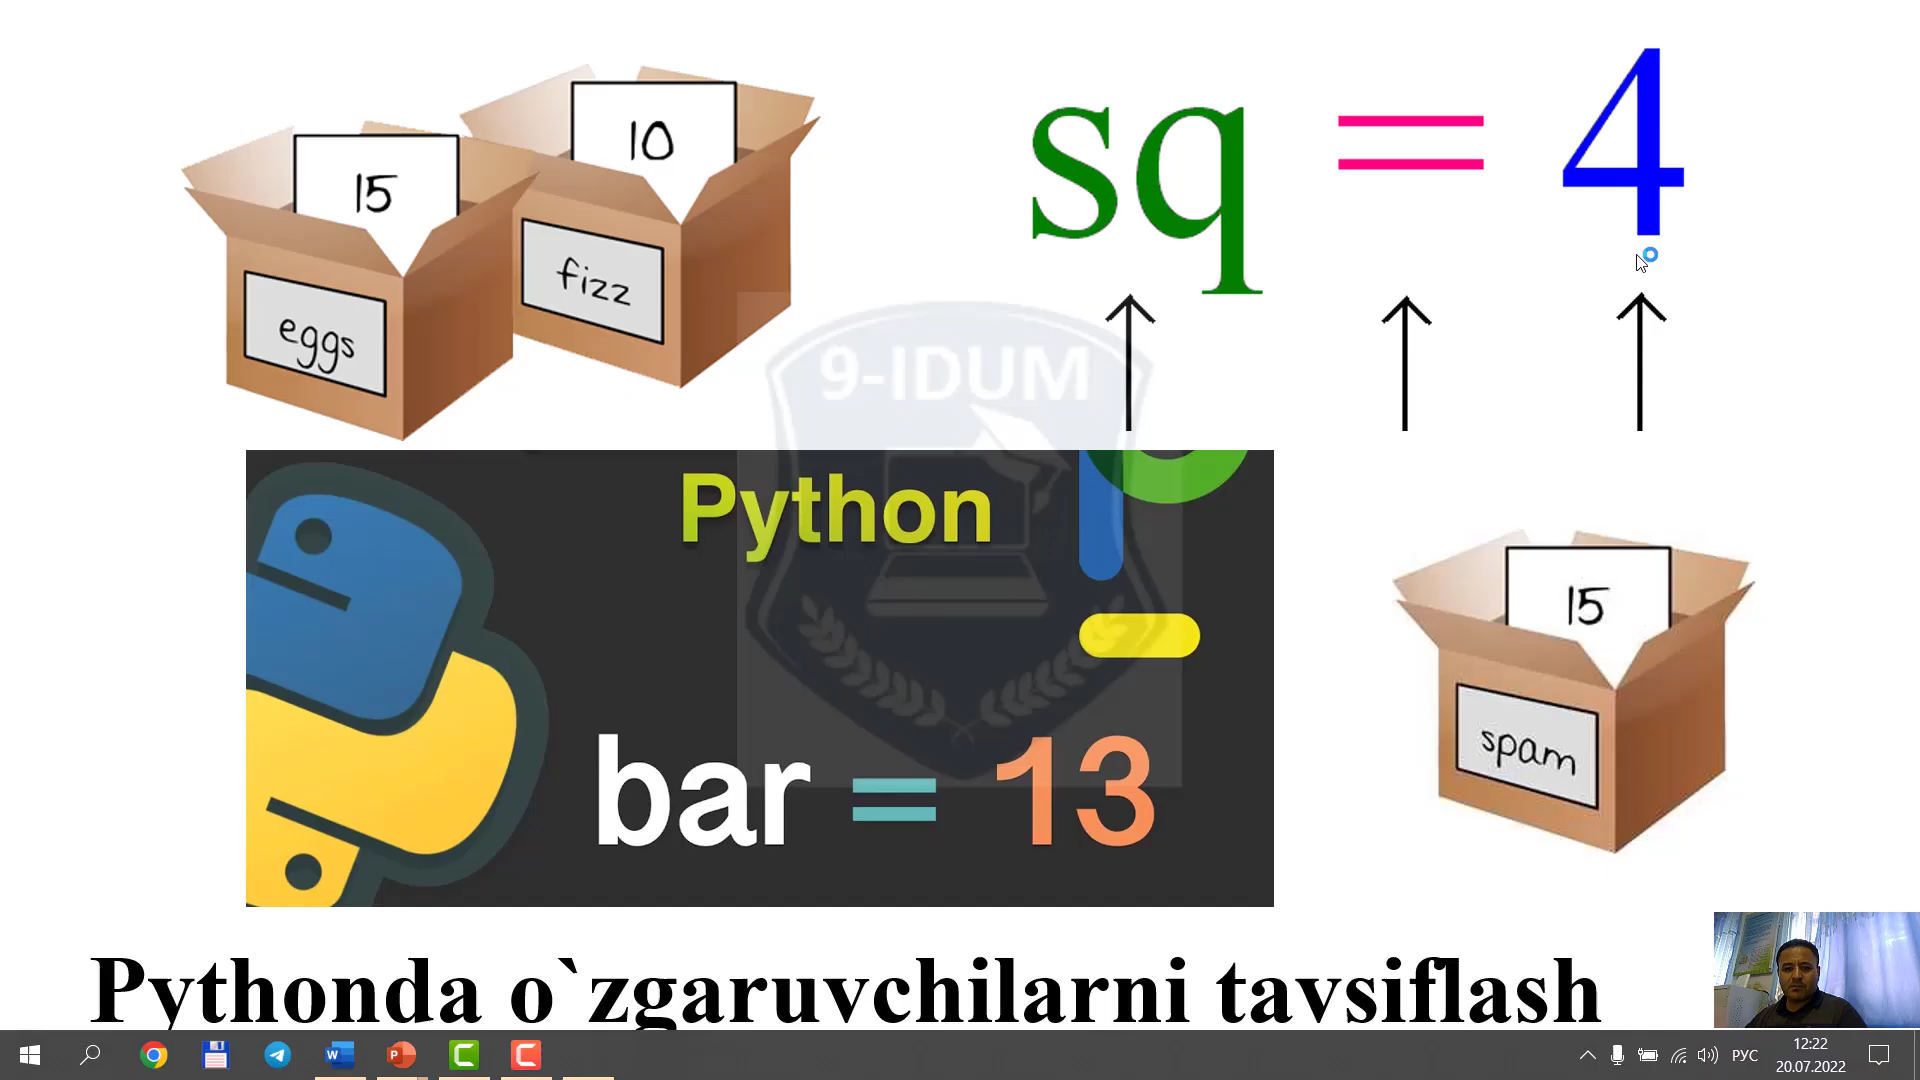 10
15
fizz
eggs
sq = 4
9-IDUM
Python
bar = 13
15
spam
Pythonda o`zgaruvchilarni tavsiflash
РУС
12:22
20.07.2022